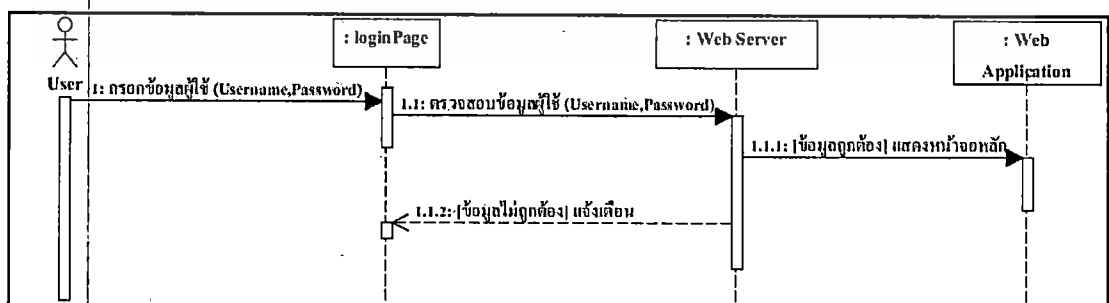 : loginPage
: Web Server
: Web
Application
User
1: กรอกข้อมูลผู้ใช้ (Username,Password)
1.1: ตรวจสอบข้อมูลผู้ใช้ (Username,Password)
1.1.1: [ข้อมูลถูกต้อง] แสดงหน้าจอหลัก
1.1.2: [ข้อมูลไม่ถูกต้อง] แจ้งเตือน